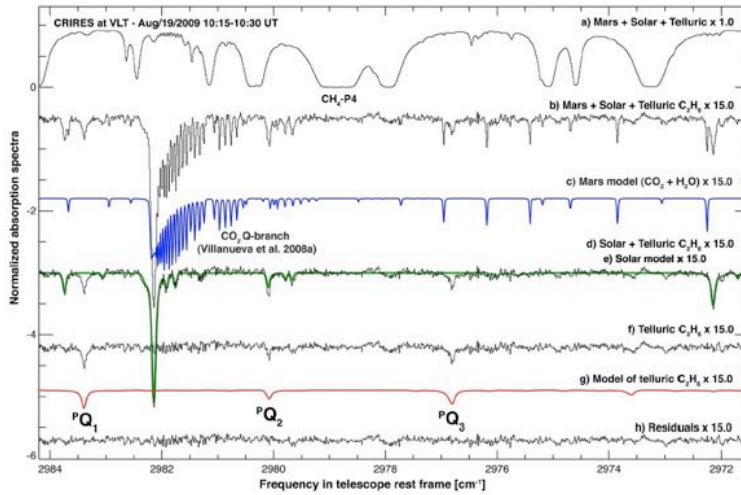 CRIRES at VLT - Aug/19/2009 10:15-10:30 UT
a) Mars + Solar + Telluric x 1.0
0
CH₄-P4
b) Mars + Solar + Telluric C₂H₆ x 15.0
c) Mars model (CO₂ + H₂O) x 15.0
-2
CO₂ Q-branch
(Villanueva et al. 2008a)
d) Solar + Telluric C₂H₆ x 15.0
e) Solar model x 15.0
-4
f) Telluric C₂H₆ x 15.0
g) Model of telluric C₂H₆ x 15.0
ᴾQ₁
ᴾQ₂
ᴾQ₃
h) Residuals x 15.0
-6
2984
2982
2980
2978
2976
2974
2972
Frequency in telescope rest frame [cm⁻¹]
Normalized absorption spectra